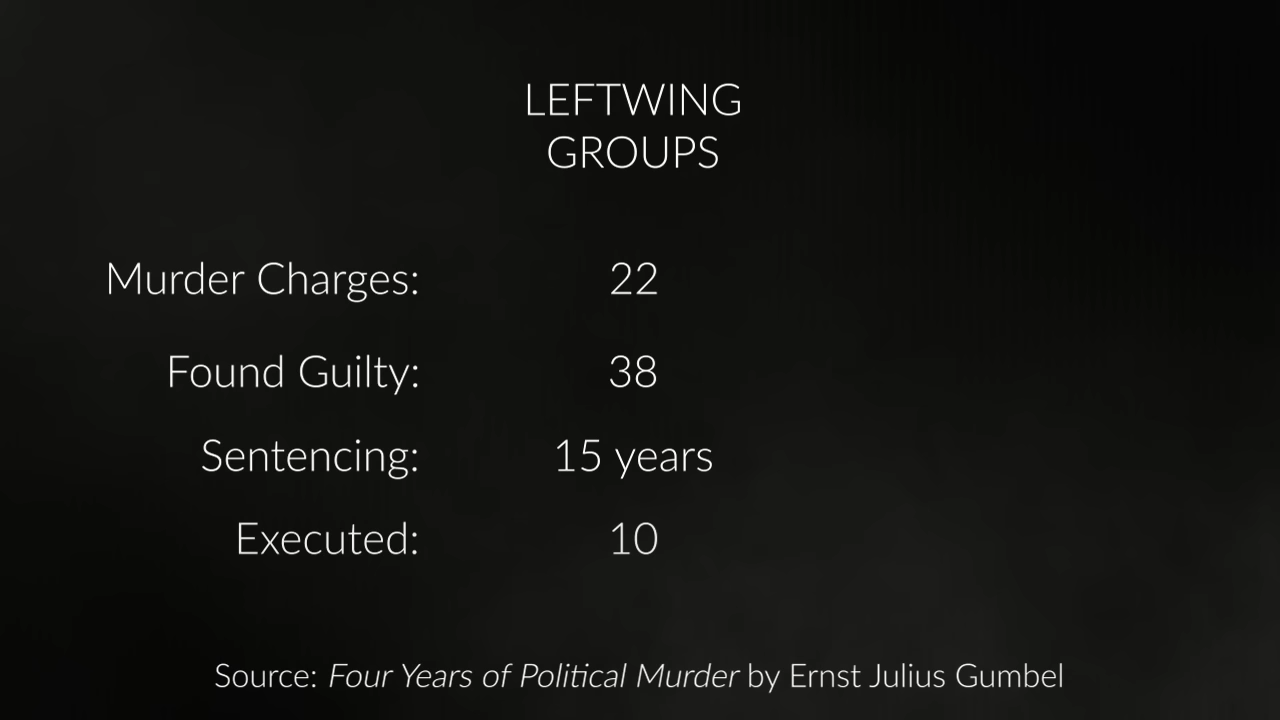 LEFTWING
GROUPS
Murder Charges: 22
Found Guilty: 38
Sentencing: 15 years
Executed: 10
Source: Four Years of Political Murder by Ernst Julius Gumbel